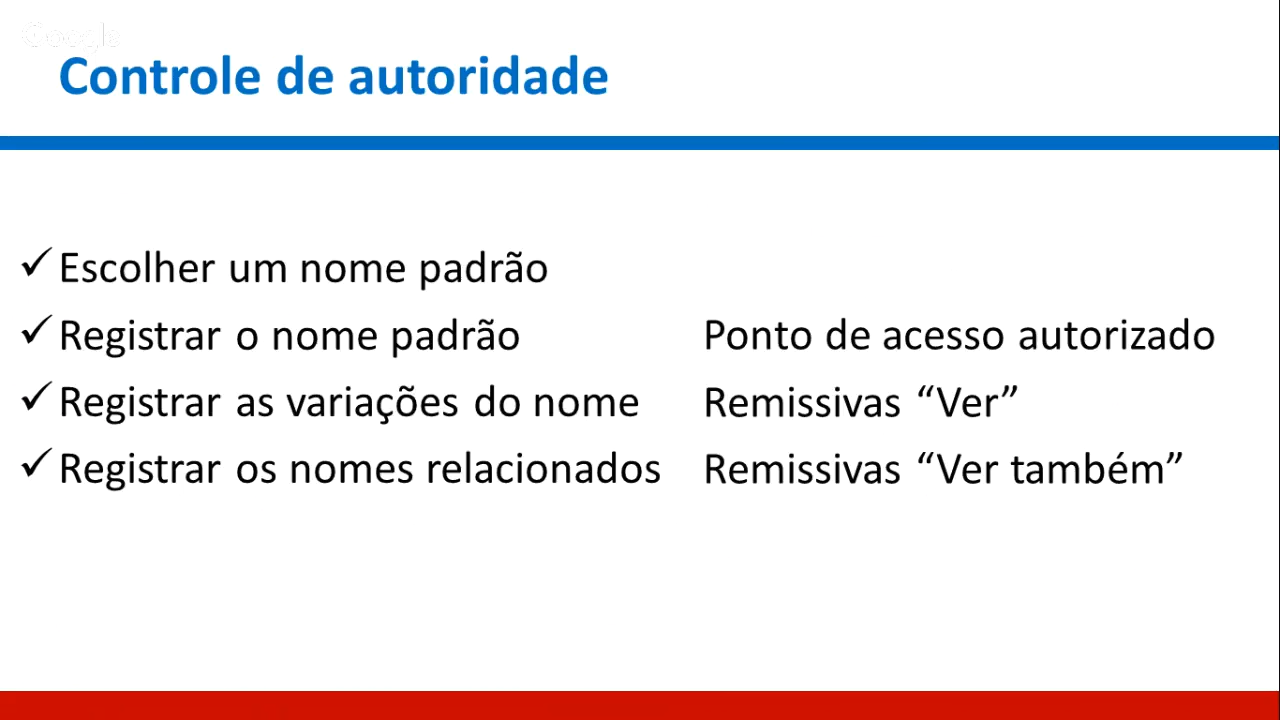 Google
Controle de autoridade
✓ Escolher um nome padrão
✓ Registrar o nome padrão Ponto de acesso autorizado
✓ Registrar as variações do nome Remissivas “Ver”
✓ Registrar os nomes relacionados Remissivas “Ver também”